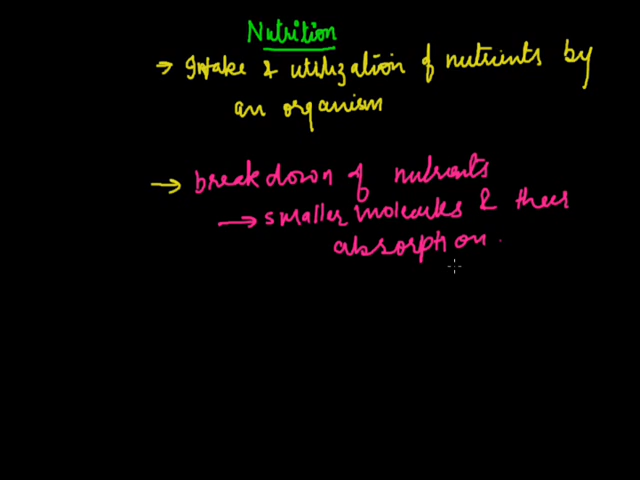 Nutrition
→ Intake & utilization of nutrients by
an organism
→ breakdown of nutrients
→ smaller molecules & their
absorption.